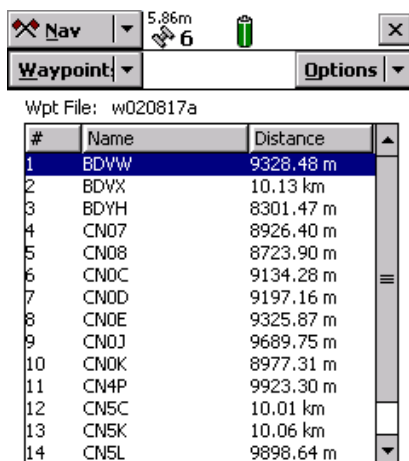 Nav 5.86m 6
Waypoint: Options
Wpt File: w020817a
# Name Distance
1 BDVW 9328.48 m
2 BDVX 10.13 km
3 BDYH 8301.47 m
4 CN07 8926.40 m
5 CN08 8723.90 m
6 CN0C 9134.28 m
7 CN0D 9197.16 m
8 CN0E 9325.87 m
9 CN0J 9689.75 m
10 CN0K 8977.31 m
11 CN4P 9923.30 m
12 CN5C 10.01 km
13 CN5K 10.06 km
14 CN5L 9898.64 m